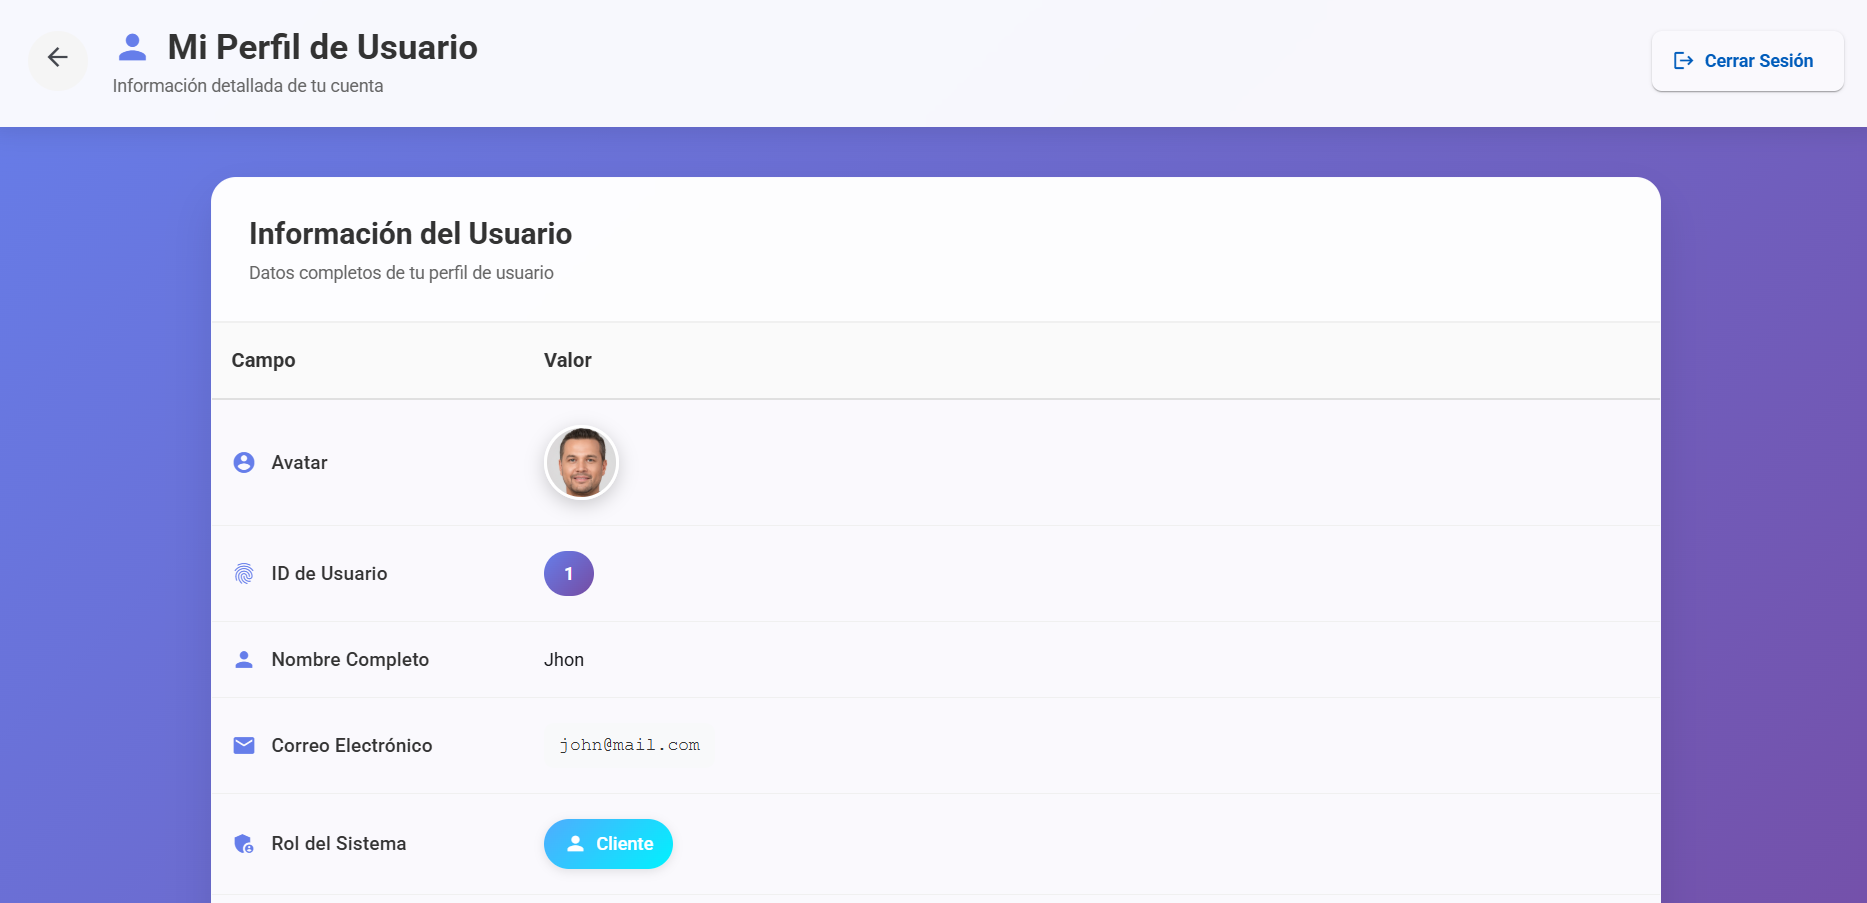 Mi Perfil de Usuario
Información detallada de tu cuenta
Cerrar Sesión
Información del Usuario
Datos completos de tu perfil de usuario
Campo Valor
Avatar
ID de Usuario 1
Nombre Completo Jhon
Correo Electrónico john@mail.com
Rol del Sistema Cliente